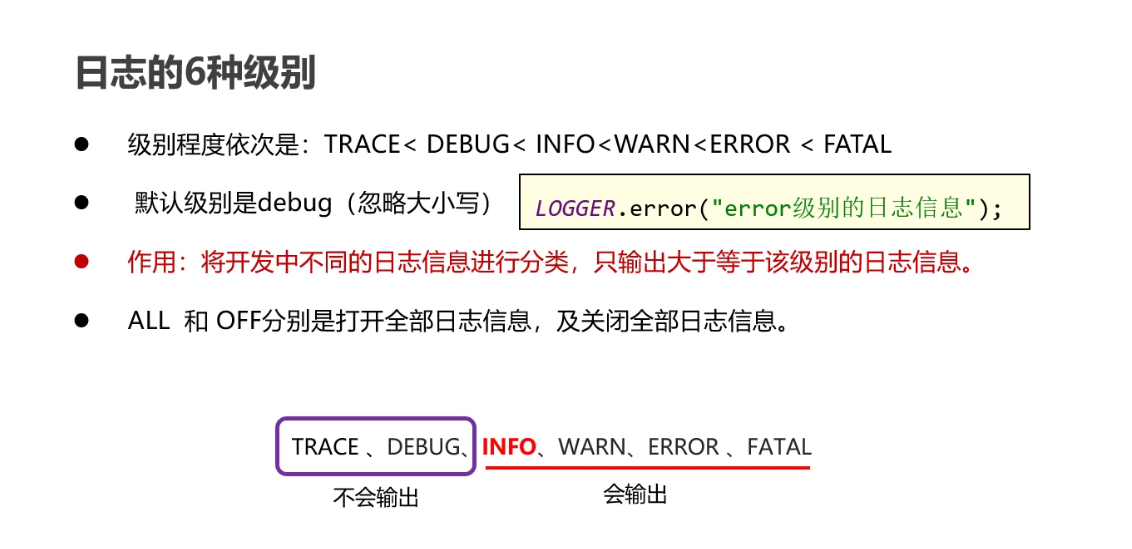 日志的6种级别
● 级别程度依次是：TRACE< DEBUG< INFO<WARN<ERROR < FATAL
● 默认级别是debug（忽略大小写） LOGGER.error("error级别的日志信息");
● 作用：将开发中不同的日志信息进行分类，只输出大于等于该级别的日志信息。
● ALL 和 OFF分别是打开全部日志信息，及关闭全部日志信息。
TRACE 、DEBUG、INFO、WARN、ERROR 、FATAL
不会输出 会输出